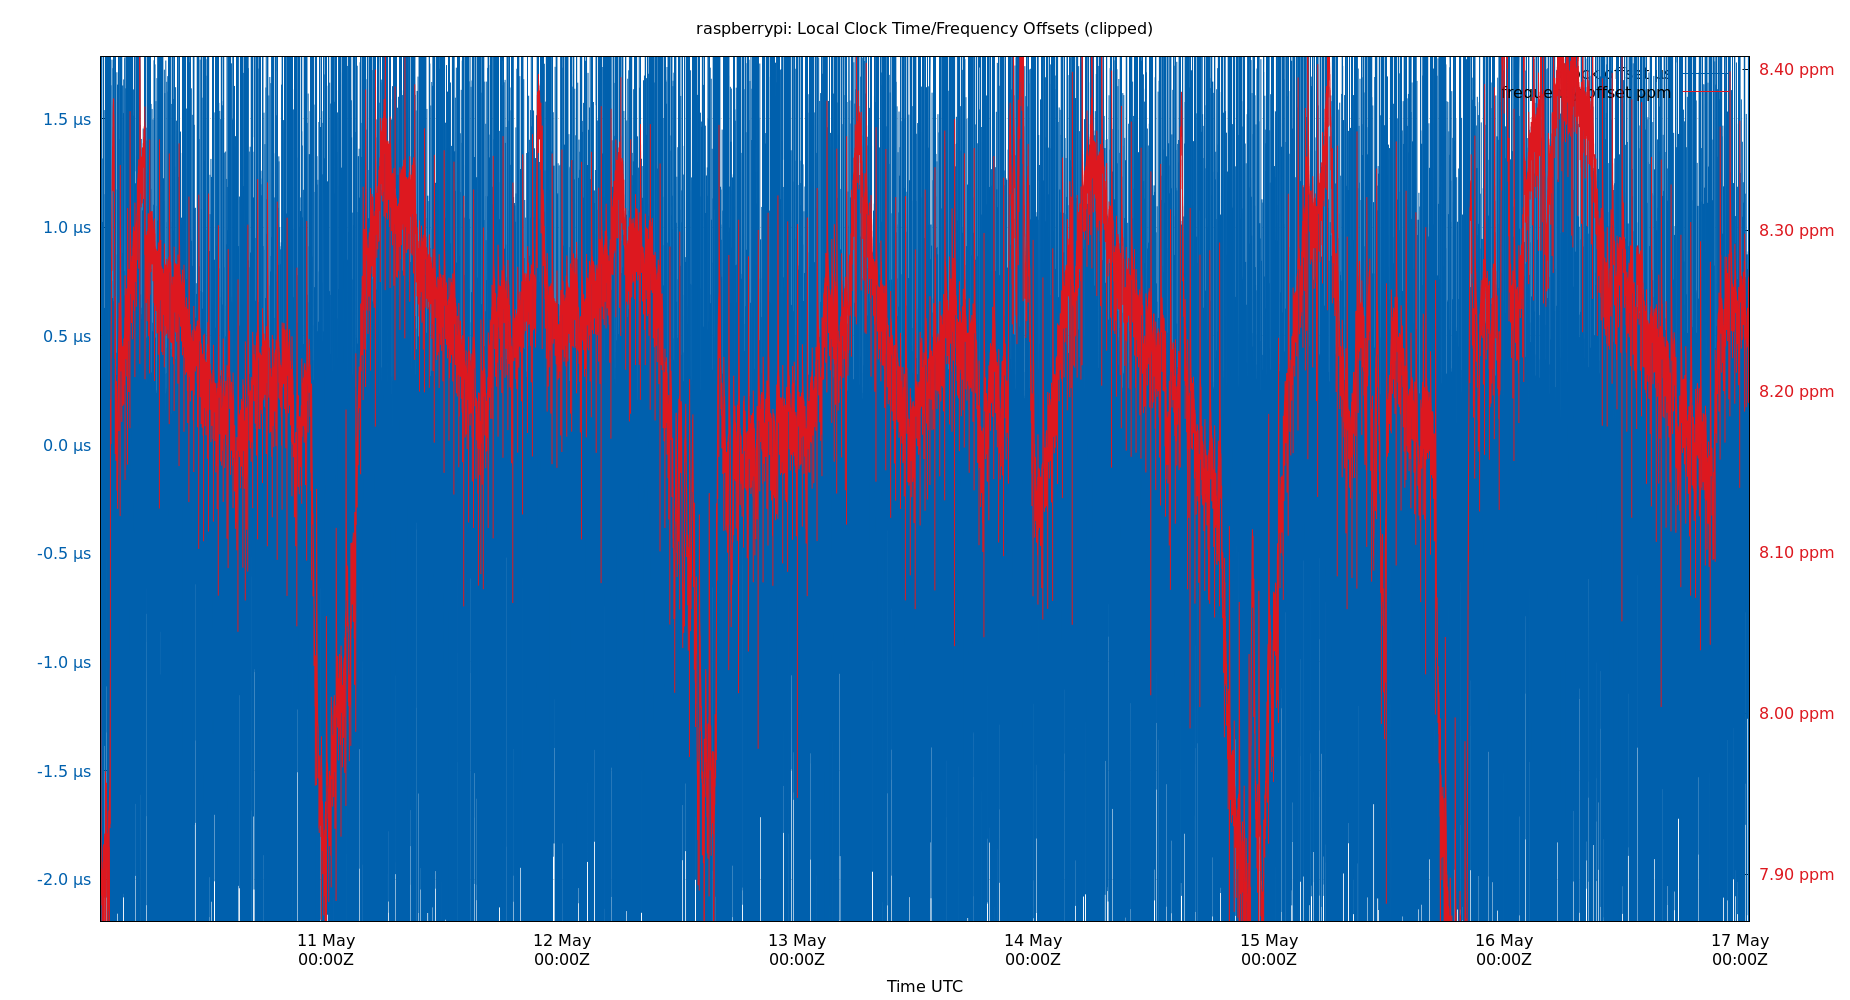 raspberrypi: Local Clock Time/Frequency Offsets (clipped)
offset ppm
1.5 µs
1.0 µs
0.5 µs
0.0 µs
-0.5 µs
-1.0 µs
-1.5 µs
-2.0 µs
8.40 ppm
8.30 ppm
8.20 ppm
8.10 ppm
8.00 ppm
7.90 ppm
11 May 12 May 13 May 14 May 15 May 16 May 17 May
00:00Z 00:00Z 00:00Z 00:00Z 00:00Z 00:00Z 00:00Z
Time UTC